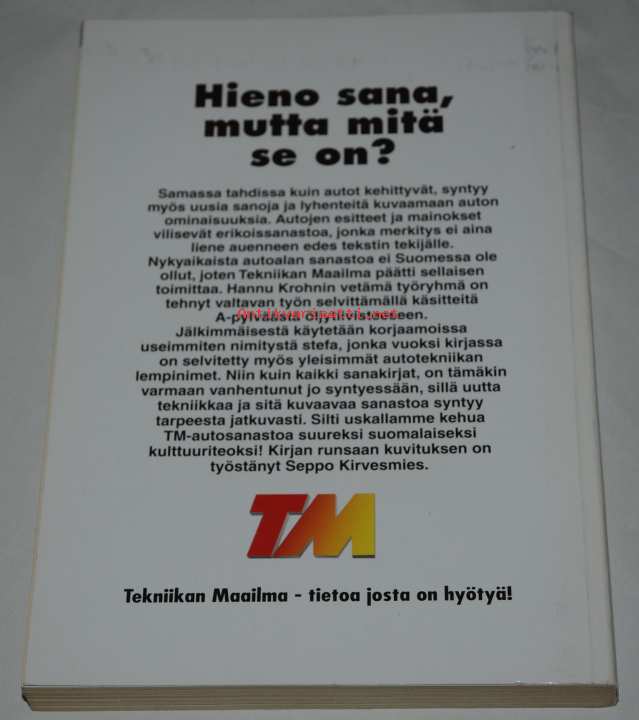 Hieno sana,
mutta mitä
se on?
Samassa tahdissa kuin autot kehittyvät, syntyy
myös uusia sanoja ja lyhenteitä kuvaamaan auton
ominaisuuksia. Autojen esitteet ja mainokset
vilisevät erikoissanastoa, jonka merkitys ei aina
liene auenneen edes tekstin tekijälle.
Nykyaikaista autoalan sanastoa ei Suomessa ole
ollut, joten Tekniikan Maailma päätti sellaisen
toimittaa. Hannu Krohnin vetämä työryhmä on
tehnyt valtavan työn selvittämällä käsitteitä
Antikvariaatti.net
A-pylväästä öljytiivisteeseen.
Jälkimmäisestä käytetään korjaamoissa
useimmiten nimitystä stefa, jonka vuoksi kirjassa
on selvitetty myös yleisimmät autotekniikan
lempinimet. Niin kuin kaikki sanakirjat, on tämäkin
varmaan vanhentunut jo syntyessään, sillä uutta
tekniikkaa ja sitä kuvaavaa sanastoa syntyy
tarpeesta jatkuvasti. Silti uskallamme kehua
TM-autosanastoa suureksi suomalaiseksi
kulttuuriteoksi! Kirjan runsaan kuvituksen on
työstänyt Seppo Kirvesmies.
TM
Tekniikan Maailma - tietoa josta on hyötyä!